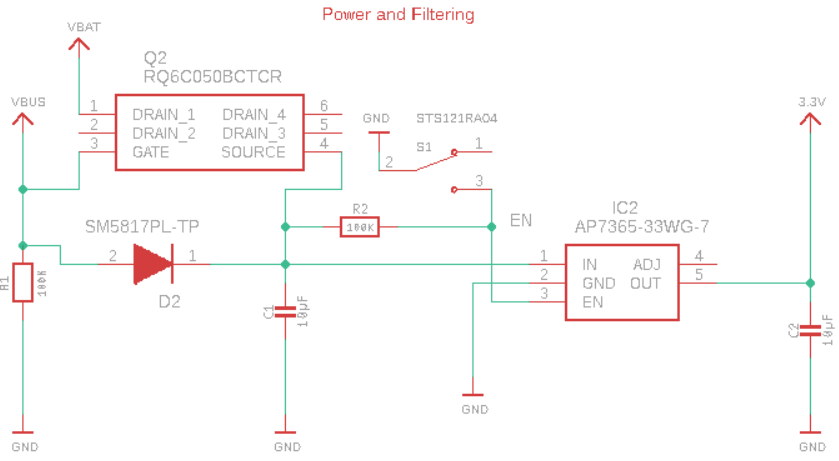 Power and Filtering
VBAT
Q2
RQ6C050BCTCR
VBUS
1 DRAIN_1 DRAIN_4 6
2 DRAIN_2 DRAIN_3 5
3 GATE SOURCE 4
GND
STS121RA04
S1
1
2
3
3.3V
R2
100K
EN
IC2
AP7365-33WG-7
SM5817PL-TP
2
1
D2
R1
100K
1 IN ADJ 4
2 GND OUT 5
3 EN
C1
10µF
C2
10µF
GND
GND
GND
GND